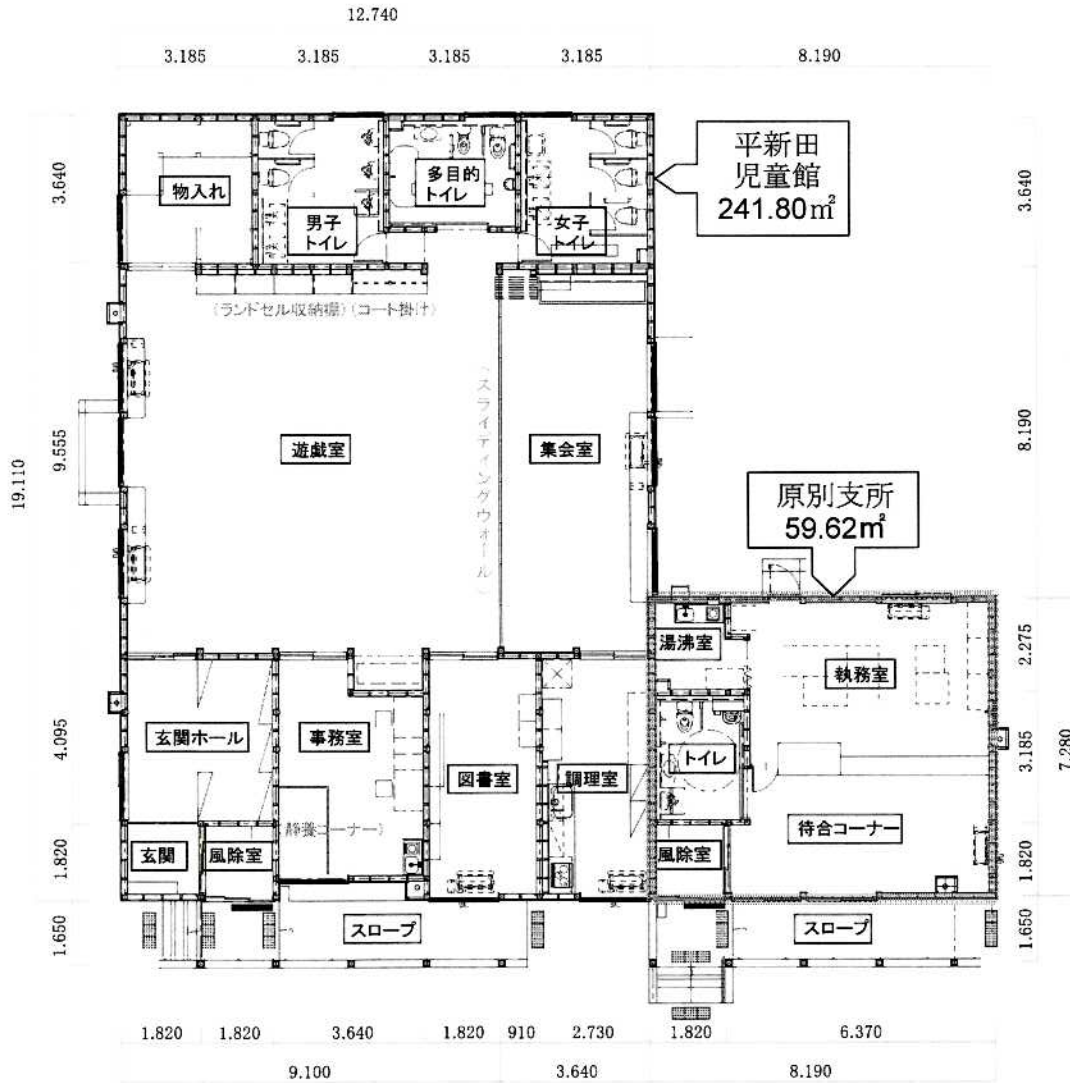 12.740
3.185
3.185
3.185
3.185
8.190
平新田
児童館
241.80㎡
3.640
3.640
物入れ
男子
トイレ
多目的
トイレ
女子
トイレ
(ランドセル収納棚)
(コート掛け)
19.110
9.555
遊戯室
(スライディングウォール)
集会室
8.190
原別支所
59.62㎡
湯沸室
執務室
2.275
4.095
玄関ホール
事務室
図書室
調理室
トイレ
3.185
7.280
(静養コーナー)
待合コーナー
1.820
玄関
風除室
風除室
1.820
1.650
スロープ
スロープ
1.650
1.820
1.820
3.640
1.820
910
2.730
1.820
6.370
9.100
3.640
8.190